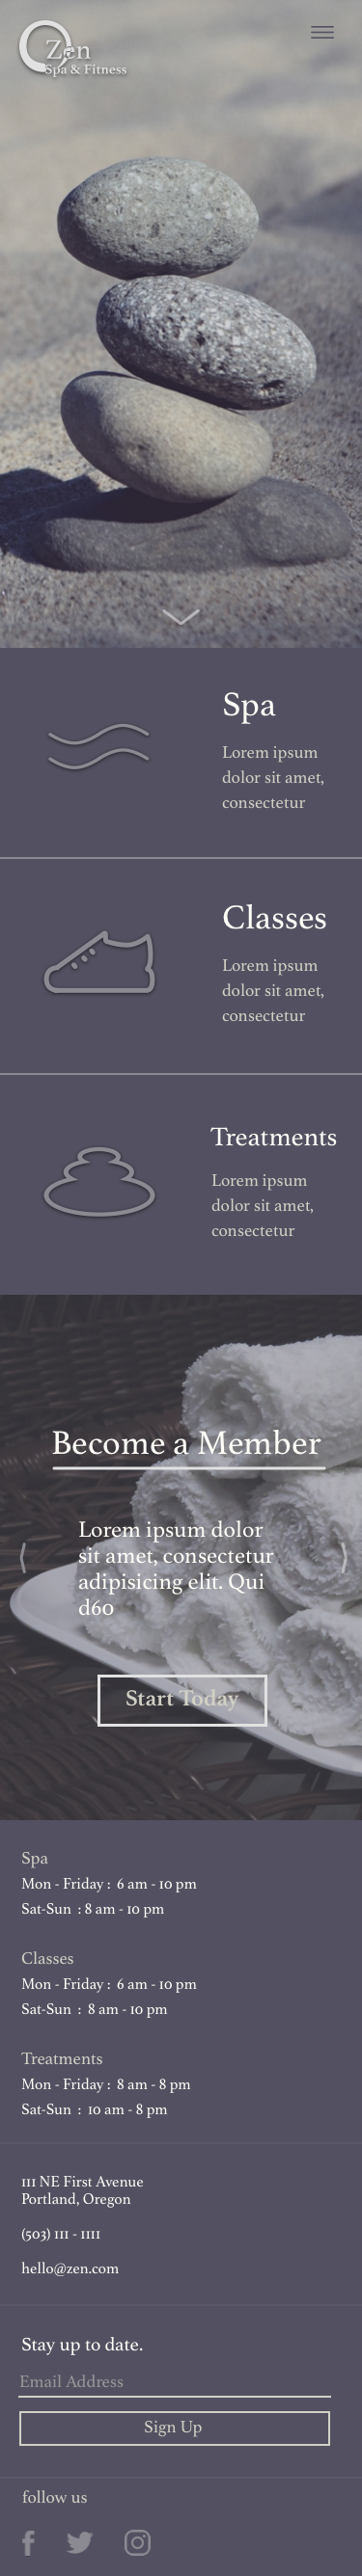 Zen
Spa & Fitness
Spa
Lorem ipsum
dolor sit amet,
consectetur
Classes
Lorem ipsum
dolor sit amet,
consectetur
Treatments
Lorem ipsum
dolor sit amet,
consectetur
Become a Member
Lorem ipsum dolor
sit amet, consectetur
adipisicing elit. Qui
d60
Start Today
Spa
Mon - Friday : 6 am - 10 pm
Sat-Sun : 8 am - 10 pm
Classes
Mon - Friday : 6 am - 10 pm
Sat-Sun : 8 am - 10 pm
Treatments
Mon - Friday : 8 am - 8 pm
Sat-Sun : 10 am - 8 pm
111 NE First Avenue
Portland, Oregon
(503) 111 - 1111
hello@zen.com
Stay up to date.
Email Address
Sign Up
follow us